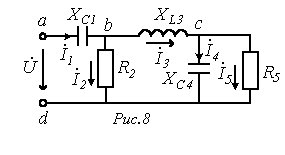 X_C1
X_L3
a
b
c
İ_1
İ_3
İ_4
U̇
İ_2
R_2
X_C4
İ_5
R_5
d
Рис.8